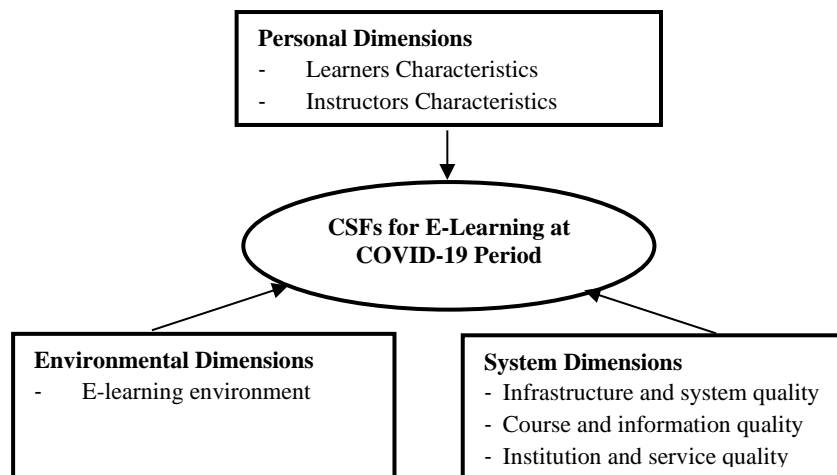 Personal Dimensions
- Learners Characteristics
- Instructors Characteristics
CSFs for E-Learning at
COVID-19 Period
Environmental Dimensions
- E-learning environment
System Dimensions
- Infrastructure and system quality
- Course and information quality
- Institution and service quality